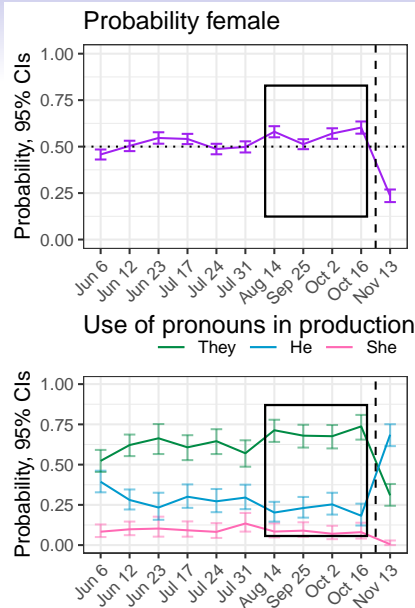 Probability female
Probability, 95% CIs
1.00
0.75
0.50
0.25
0.00
Jun 6
Jun 12
Jun 23
Jul 17
Jul 24
Jul 31
Aug 14
Sep 25
Oct 2
Oct 16
Nov 13
Use of pronouns in production
They He She
Probability, 95% CIs
1.00
0.75
0.50
0.25
0.00
Jun 6
Jun 12
Jun 23
Jul 17
Jul 24
Jul 31
Aug 14
Sep 25
Oct 2
Oct 16
Nov 13